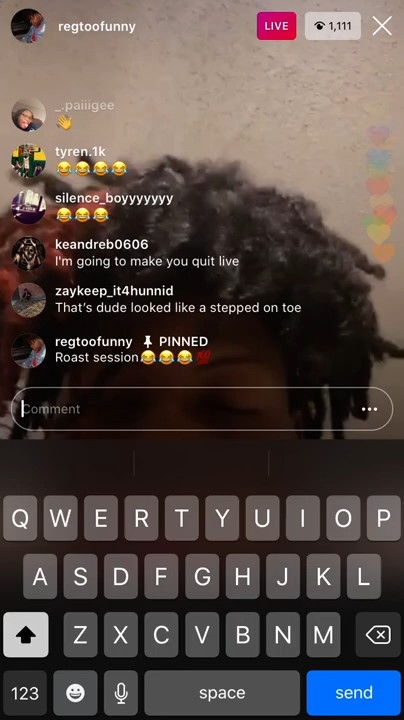 regtoofunny LIVE 1,111
_.paiiigee
👋
tyren.1k
😂😂😂😂
silence_boyyyyyyy
😂😂😂
keandreb0606
I'm going to make you quit live
zaykeep_it4hunnid
That's dude looked like a stepped on toe
regtoofunny 📌 PINNED
Roast session😂😂😂💯
Comment
Q W E R T Y U I O P
A S D F G H J K L
Z X C V B N M
123 space send